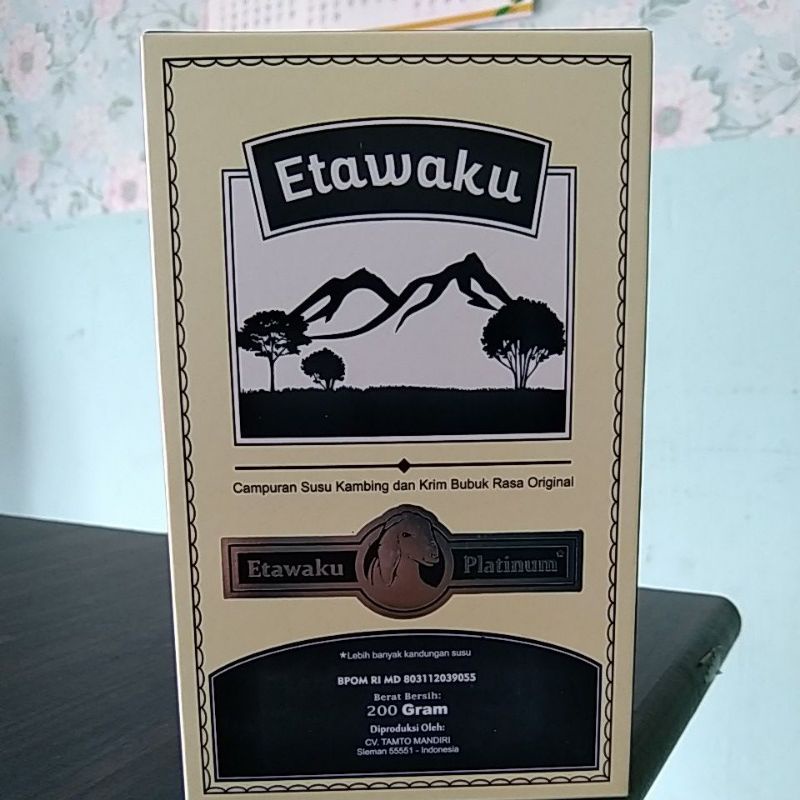 Etawaku
Campuran Susu Kambing dan Krim Bubuk Rasa Original
Etawaku Platinum*
*Lebih banyak kandungan susu
BPOM RI MD 803112039055
Berat Bersih:
200 Gram
Diproduksi Oleh:
CV. TAMTO MANDIRI
Sleman 55551 - Indonesia